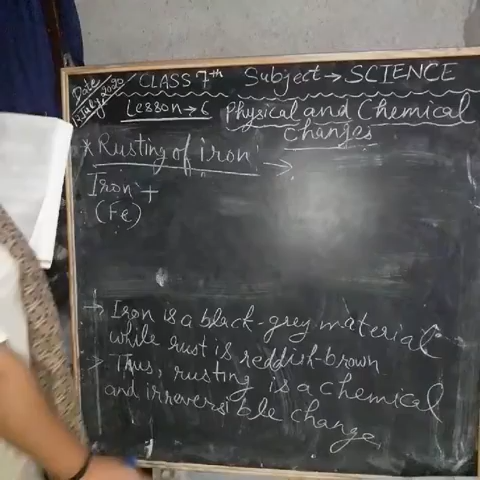 Date
July 2020
CLASS 7th Subject → SCIENCE
Lesson → 6 Physical and Chemical
Changes
* Rusting of iron →
Iron +
(Fe)
→ Iron is a black-grey material
while rust is reddish-brown
> Thus, rusting is a chemical
and irreversible change,